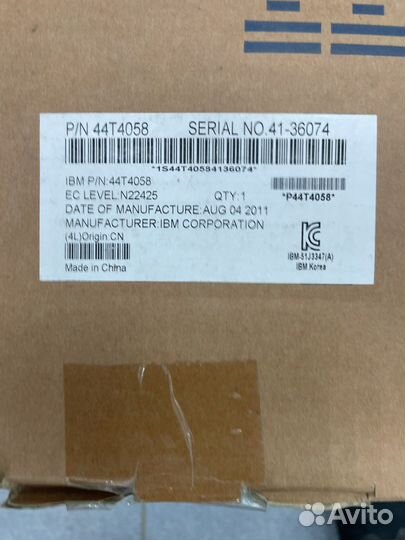 P/N 44T4058 SERIAL NO.41-36074
*1S44T40584136074*
IBM P/N:44T4058
EC LEVEL:N22425 QTY:1 *P44T4058*
DATE OF MANUFACTURE:AUG 04 2011
MANUFACTURER:IBM CORPORATION
(4L)Origin:CN
IBM-51J3347(A)
Made in China IBM Korea
Avito